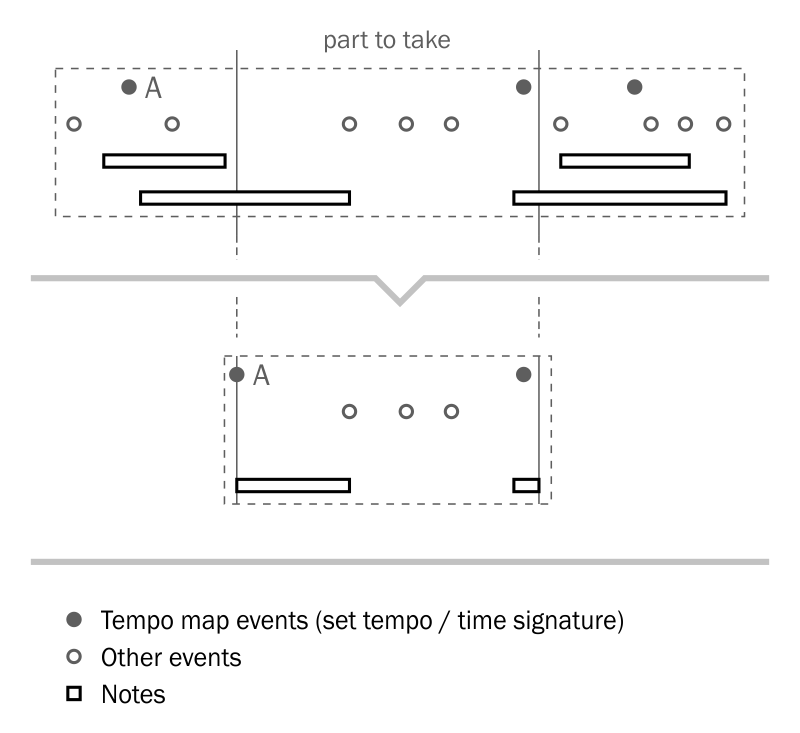 part to take
A
A
Tempo map events (set tempo / time signature)
Other events
Notes